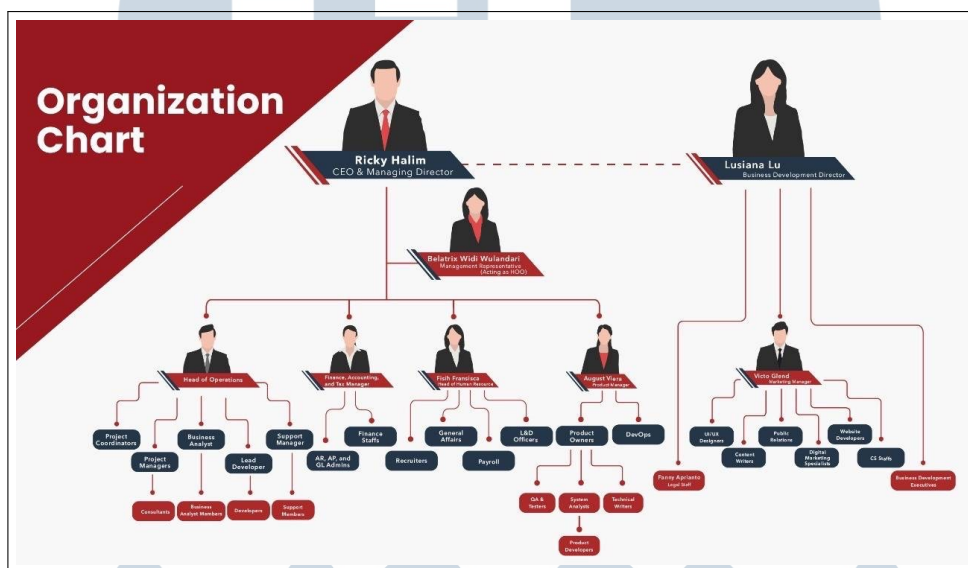 Organization
Chart
Ricky Halim
CEO & Managing Director
Lusiana Lu
Business Development Director
Belatrix Widi Wulandari
Management Representative
(Acting as HOO)
Head of Operations
Finance, Accounting,
and Tax Manager
Fisih Fransisca
Head of Human Resource
August Viera
Product Manager
Victo Glend
Marketing Manager
Project
Coordinators
Business
Analyst
Support
Manager
Project
Managers
Lead
Developer
Consultants
Business
Analyst Members
Developers
Support
Members
Finance
Staffs
AR, AP, and
GL Admins
General
Affairs
L&D
Officers
Recruiters
Payroll
Product
Owners
DevOps
QA &
Testers
System
Analysts
Technical
Writers
Product
Developers
UI/UX
Designers
Public
Relations
Website
Developers
Content
Writers
Digital
Marketing
Specialists
CS Staffs
Fanny Aprianto
Legal Staff
Business Development
Executives